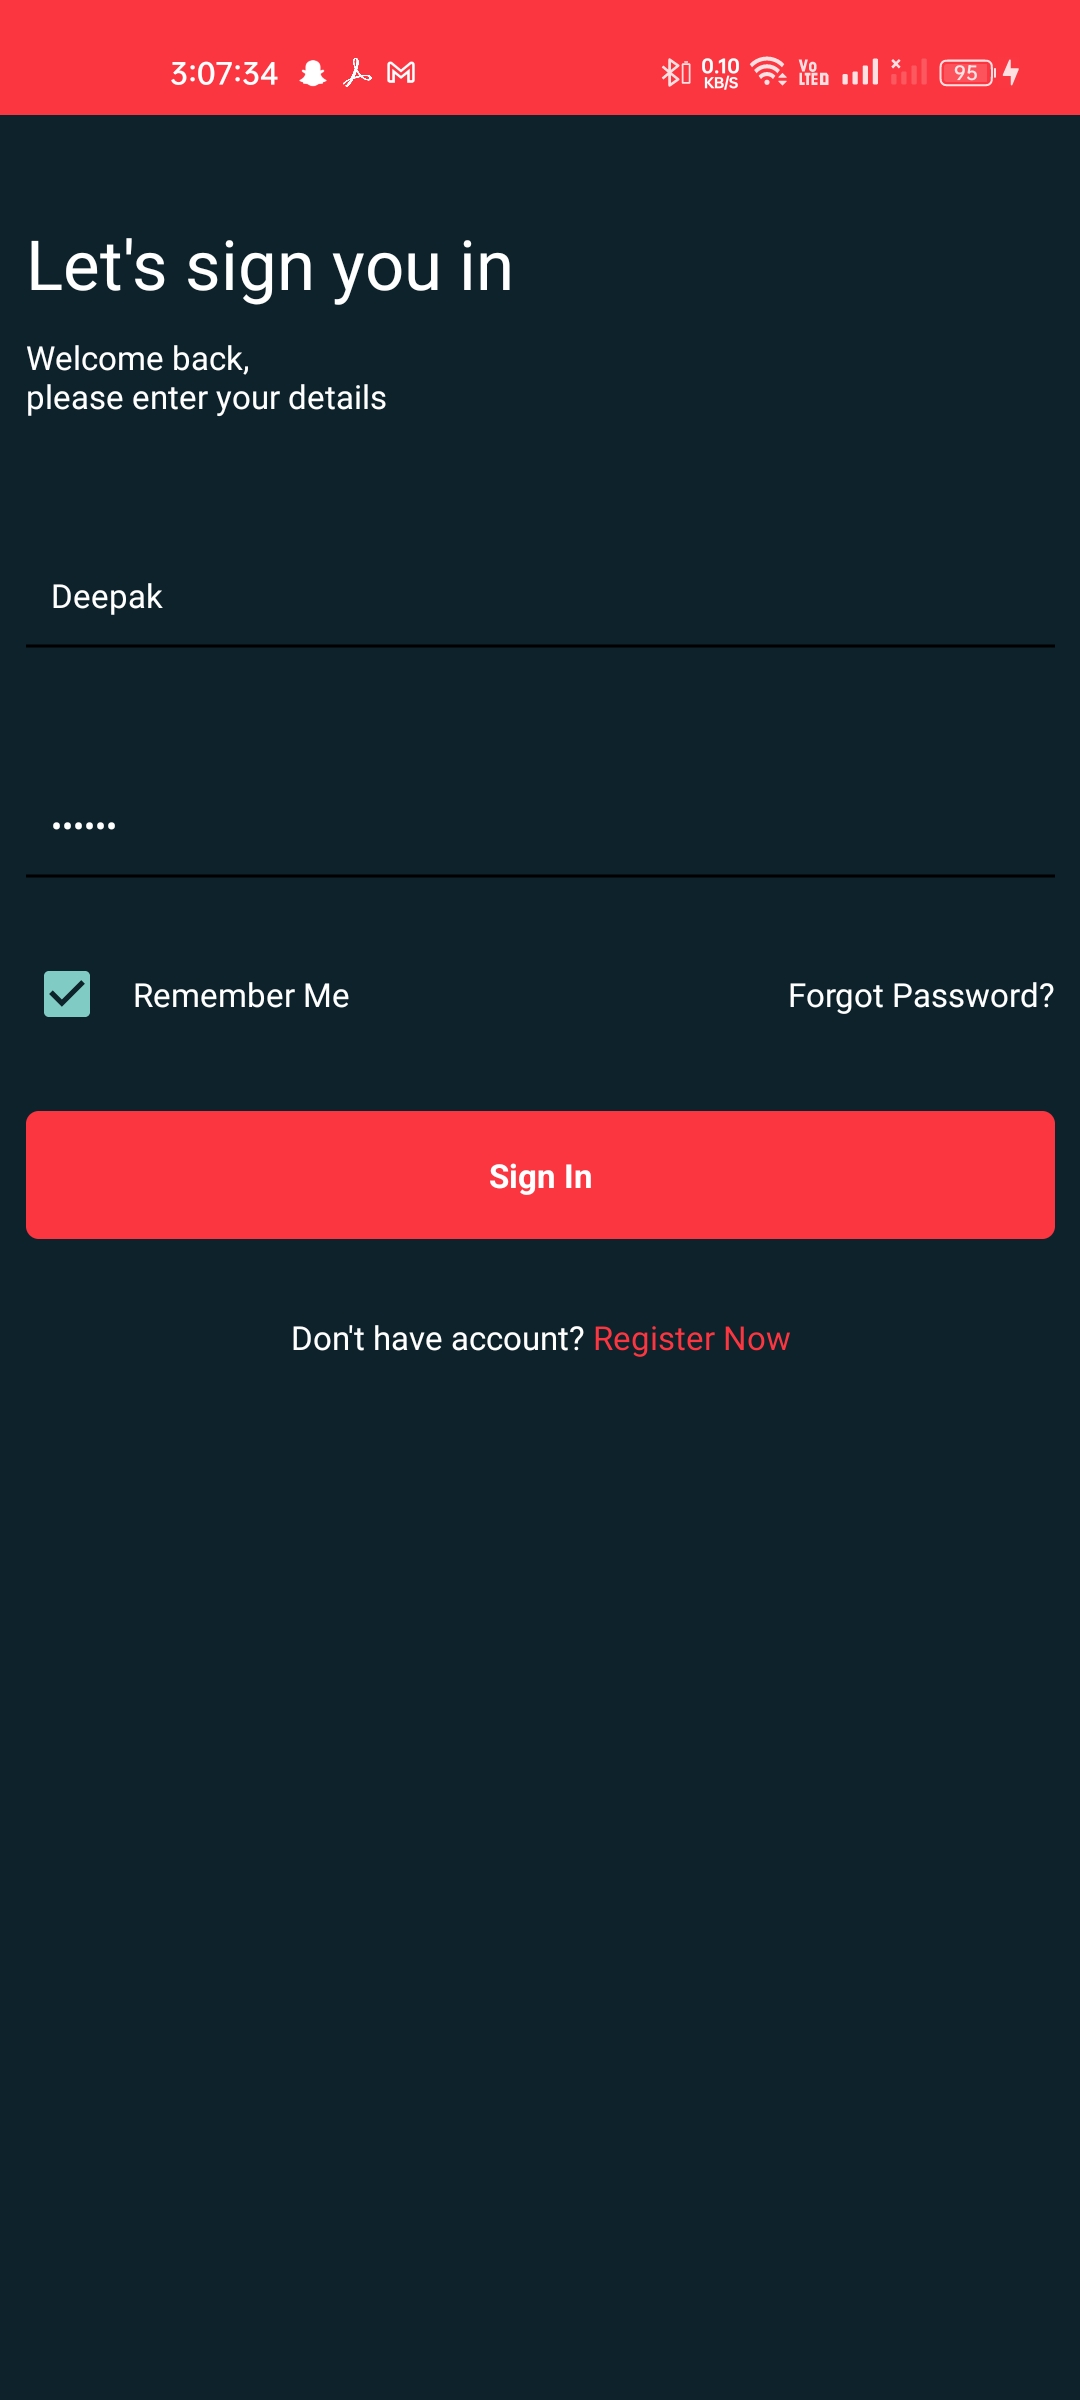 3:07:34 0.10 KB/S Vo LTED 95
Let's sign you in
Welcome back,
please enter your details
Deepak
••••••
Remember Me Forgot Password?
Sign In
Don't have account? Register Now